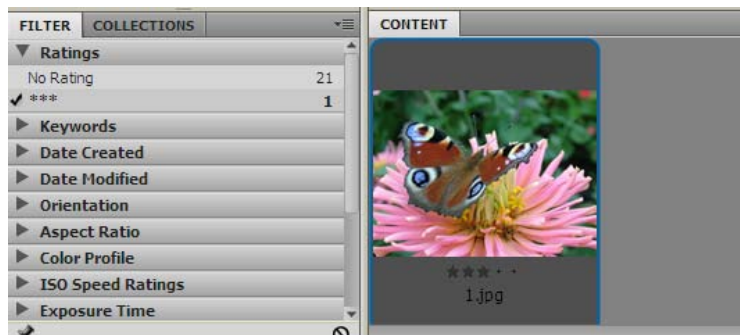 FILTER COLLECTIONS
Ratings
No Rating 21
*** 1
Keywords
Date Created
Date Modified
Orientation
Aspect Ratio
Color Profile
ISO Speed Ratings
Exposure Time
CONTENT
1.jpg